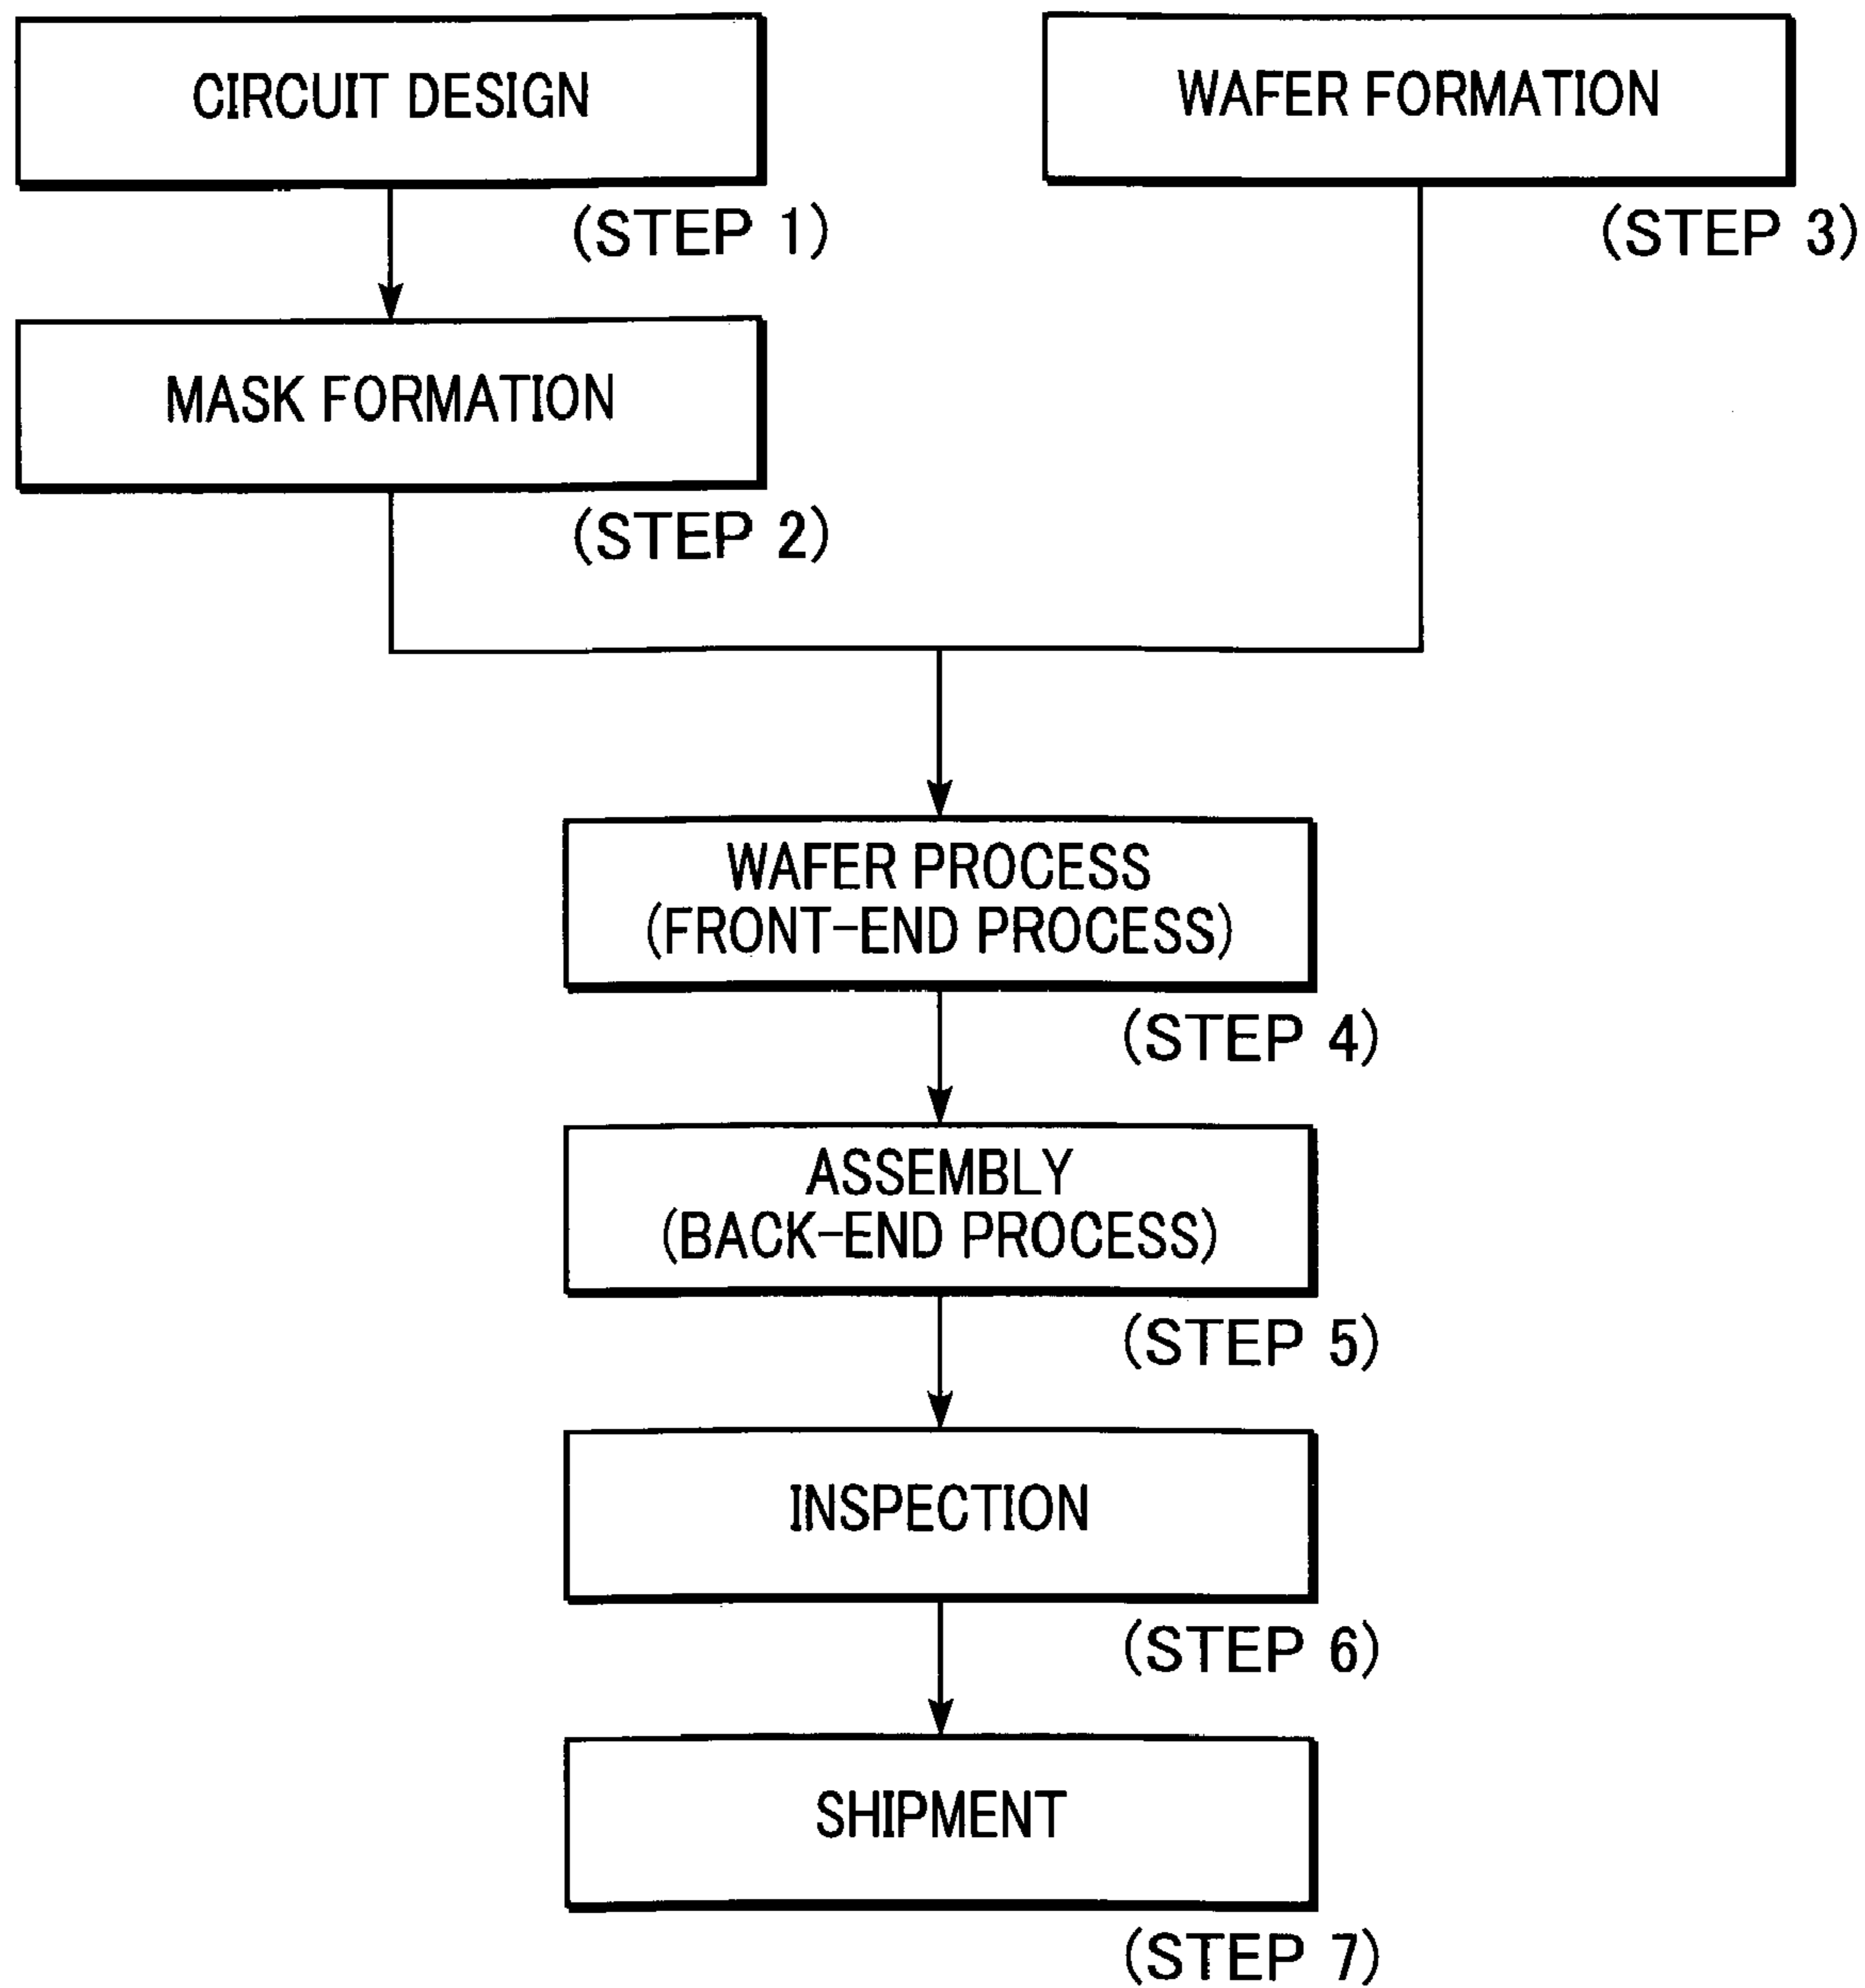 CIRCUIT DESIGN
(STEP 1)
MASK FORMATION
(STEP 2)
WAFER FORMATION
(STEP 3)
WAFER PROCESS
(FRONT-END PROCESS)
(STEP 4)
ASSEMBLY
(BACK-END PROCESS)
(STEP 5)
INSPECTION
(STEP 6)
SHIPMENT
(STEP 7)